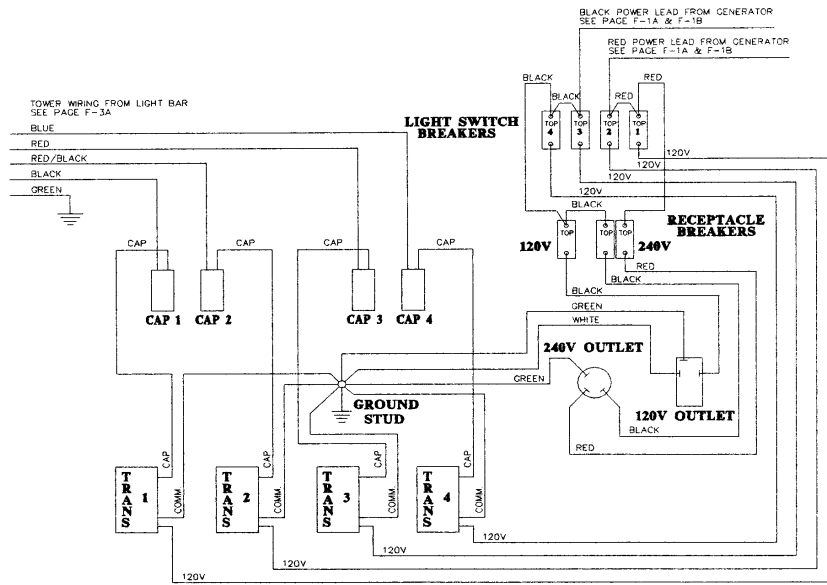 BLACK POWER LEAD FROM GENERATOR
SEE PAGE F-1A & F-1B
RED POWER LEAD FROM GENERATOR
SEE PAGE F-1A & F-1B
BLACK
RED
BLACK
RED
TOWER WIRING FROM LIGHT BAR
SEE PAGE F-3A
LIGHT SWITCH
BREAKERS
TOP
4
TOP
3
TOP
2
TOP
1
BLUE
RED
RED/BLACK
BLACK
GREEN
120V
120V
120V
120V
BLACK
RECEPTACLE
BREAKERS
120V
TOP
TOP
TOP
240V
CAP
CAP
CAP
CAP
RED
BLACK
BLACK
GREEN
WHITE
CAP 1
CAP 2
CAP 3
CAP 4
240V OUTLET
GREEN
GROUND
STUD
120V OUTLET
BLACK
RED
CAP
CAP
CAP
CAP
TRANS
1
COMM.
TRANS
2
COMM.
TRANS
3
COMM.
TRANS
4
COMM.
120V
120V
120V
120V